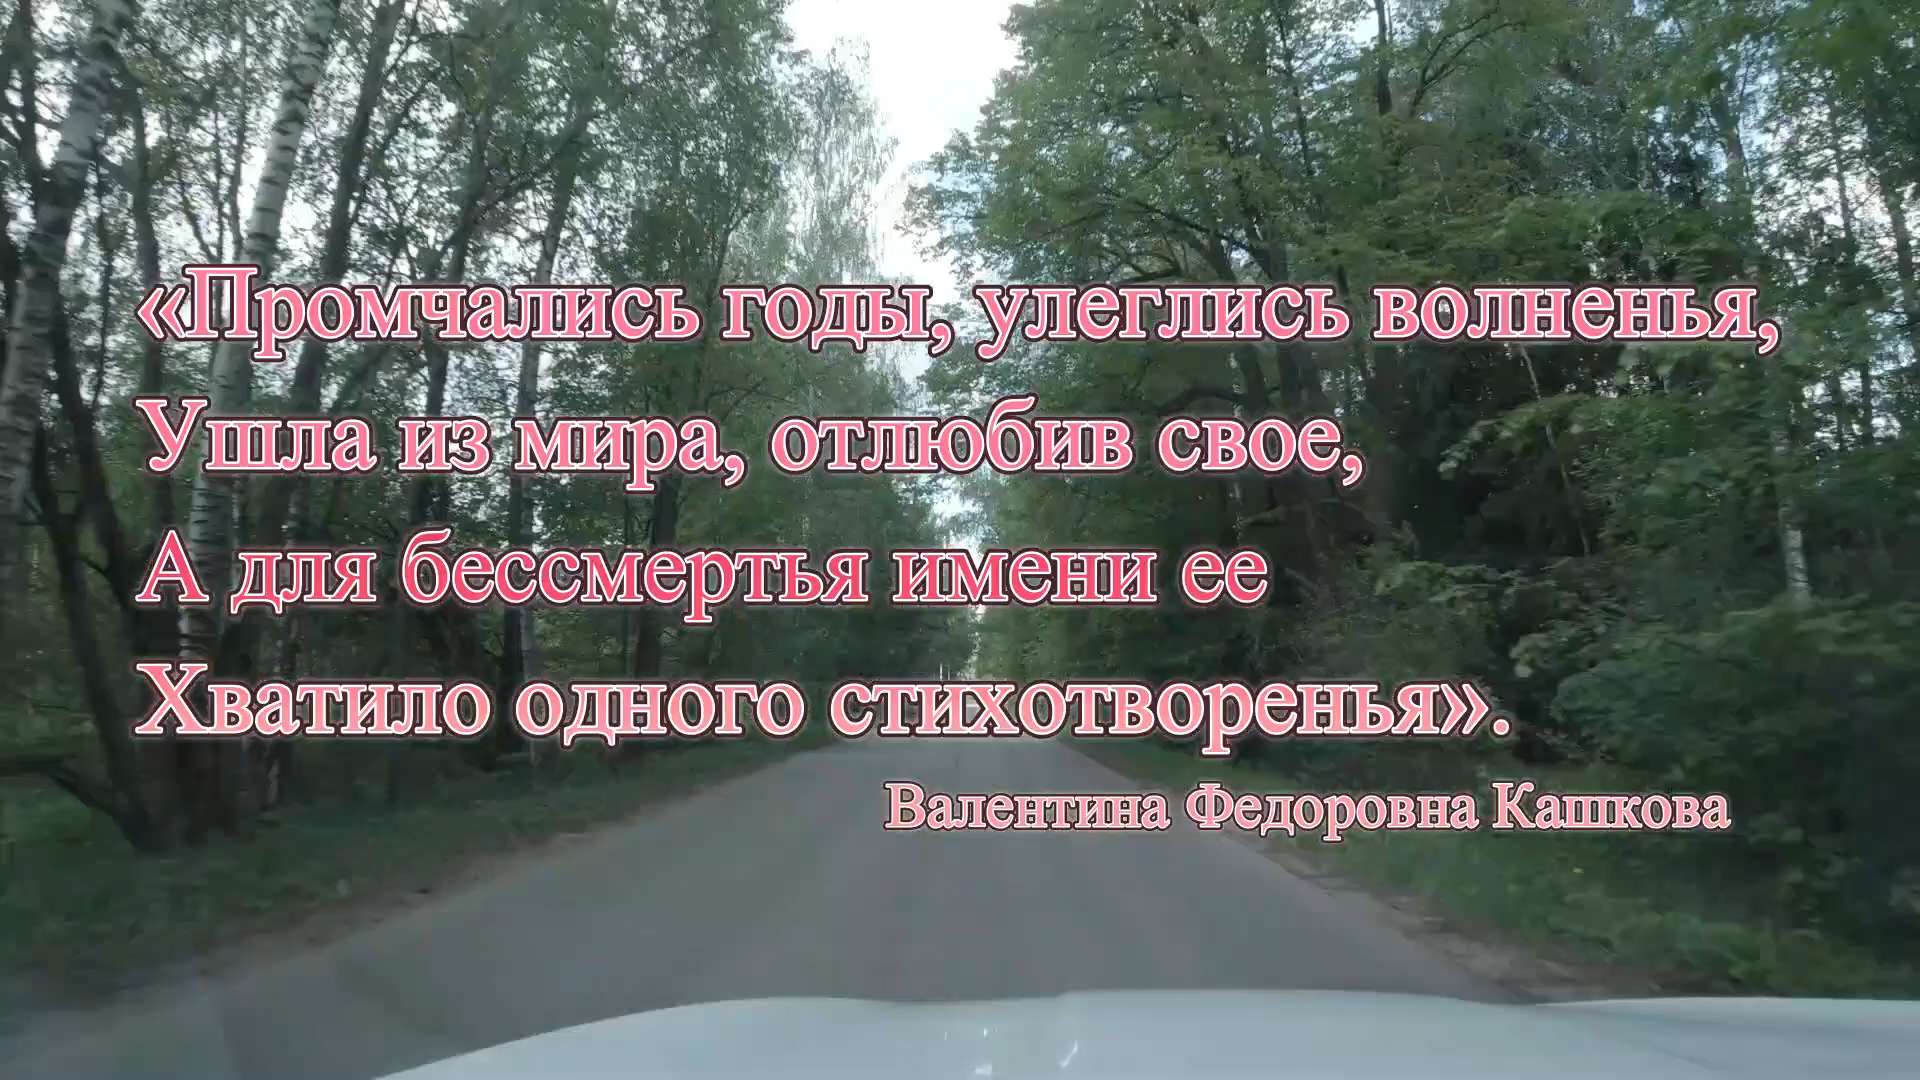 «Промчались годы, улеглись волненья,
Ушла из мира, отлюбив свое,
А для бессмертья имени ее
Хватило одного стихотворенья».
Валентина Федоровна Кашкова